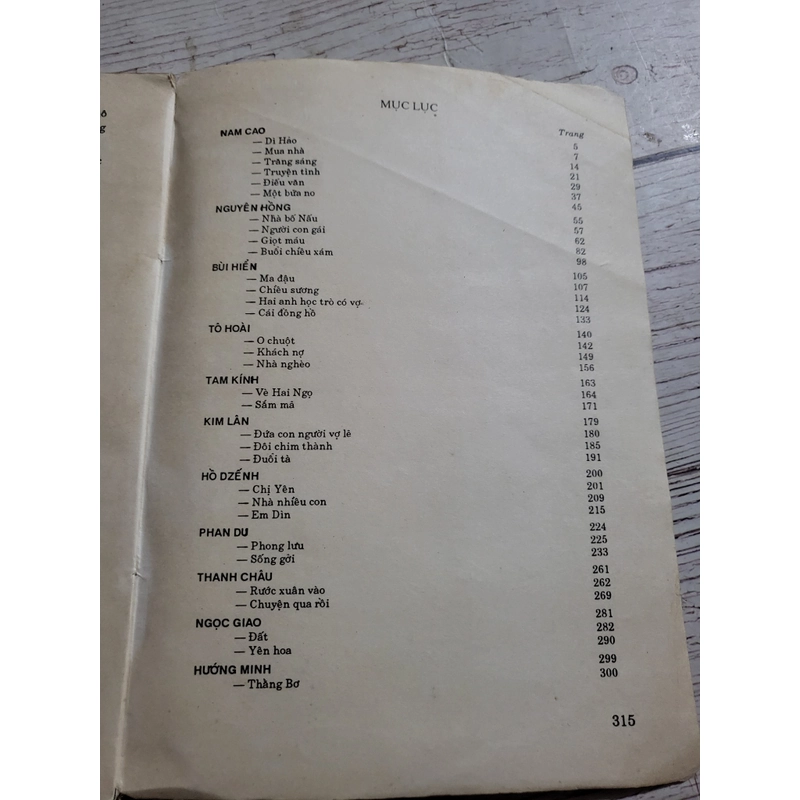 MỤC LỤC
Trang
NAM CAO 5
— Dì Hảo 7
— Mua nhà 14
— Trăng sáng 21
— Truyện tình 29
— Điếu văn 37
— Một bữa no 45
NGUYÊN HỒNG 55
— Nhà bố Nấu 57
— Người con gái 62
— Giọt máu 82
— Buổi chiều xám 98
BÙI HIỂN 105
— Ma đậu 107
— Chiều sương 114
— Hai anh học trò có vợ 124
— Cái đồng hồ 133
TÔ HOÀI 140
— O chuột 142
— Khách nợ 149
— Nhà nghèo 156
TAM KÍNH 163
— Vè Hai Ngọ 164
— Sắm mả 171
KIM LÂN 179
— Đứa con người vợ lẽ 180
— Đôi chim thành 185
— Đuổi tà 191
HỒ DZẾNH 200
— Chị Yên 201
— Nhà nhiều con 209
— Em Dìn 215
PHAN DU 224
— Phong lưu 225
— Sống gởi 233
THANH CHÂU 261
— Rước xuân vào 262
— Chuyện qua rồi 269
NGỌC GIAO 281
— Đất 282
— Yên hoa 290
HƯỚNG MINH 299
— Thằng Bơ 300
315